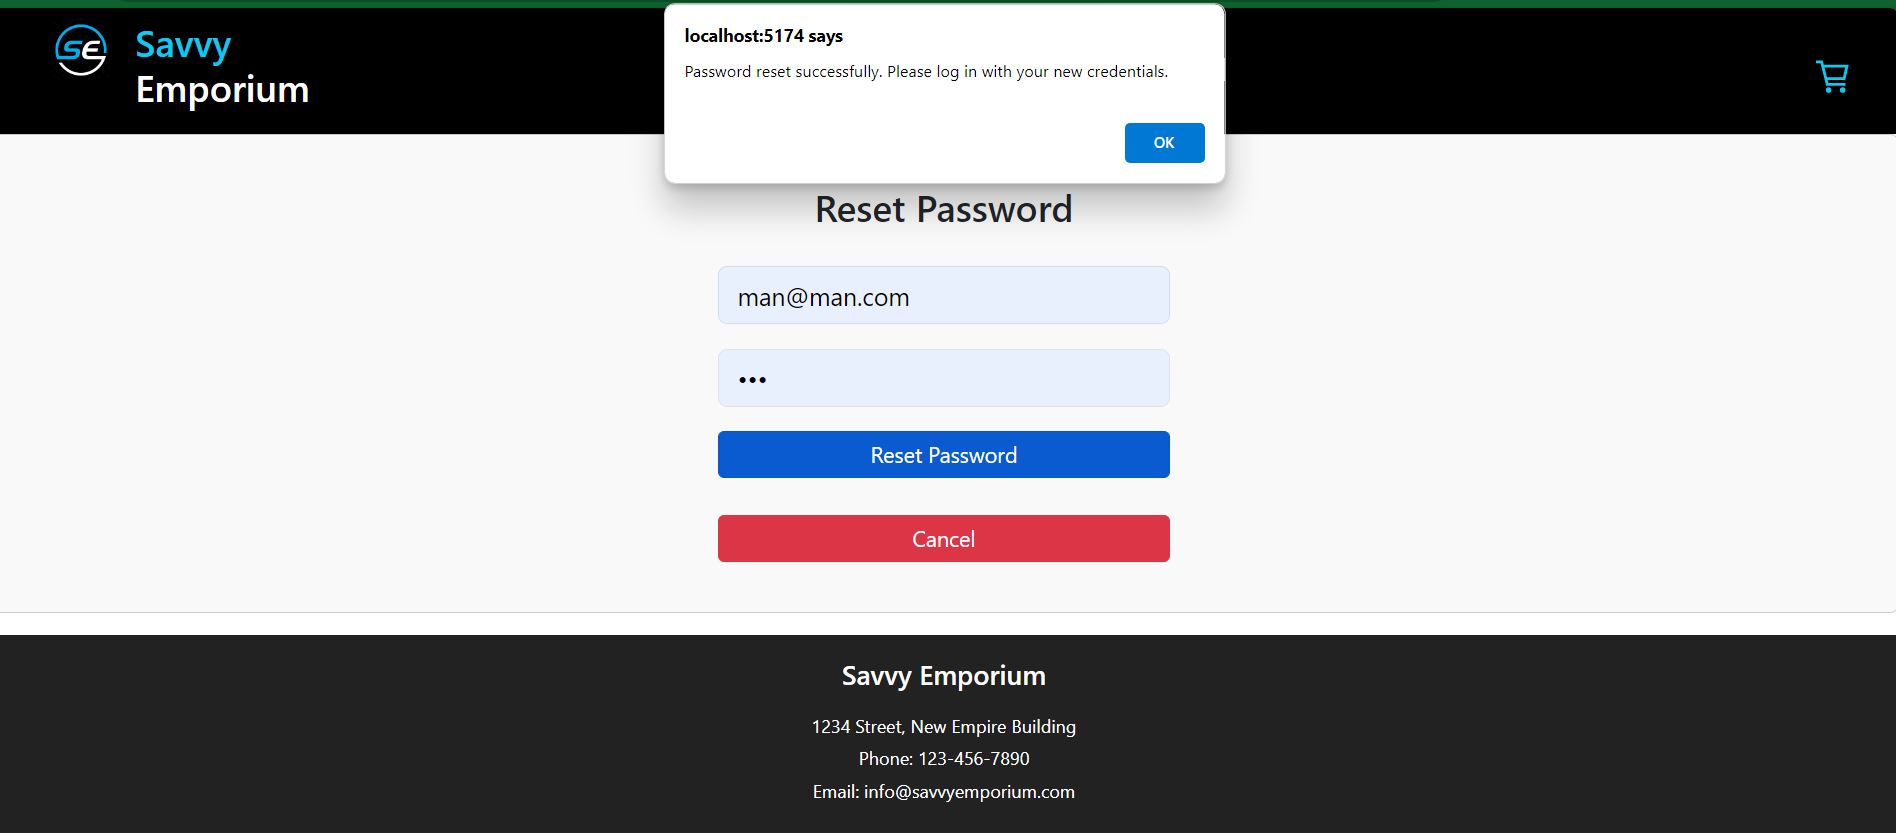 localhost:5174 says
Password reset successfully. Please log in with your new credentials.
OK
SE
Savvy
Emporium
Reset Password
man@man.com
•••
Reset Password
Cancel
Savvy Emporium
1234 Street, New Empire Building
Phone: 123-456-7890
Email: info@savvyemporium.com